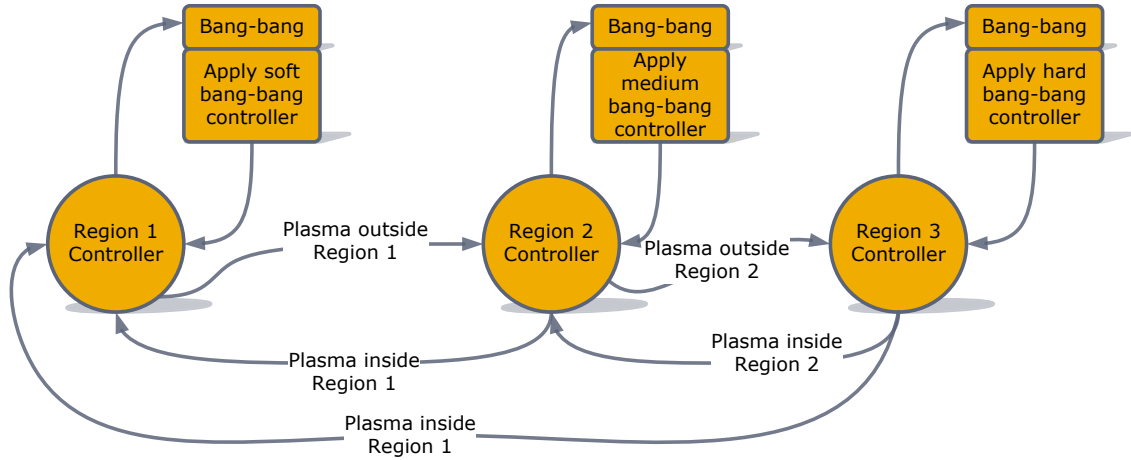 Bang-bang
Apply soft
bang-bang
controller
Bang-bang
Apply
medium
bang-bang
controller
Bang-bang
Apply hard
bang-bang
controller
Region 1
Controller
Plasma outside
Region 1
Region 2
Controller
Plasma outside
Region 2
Region 3
Controller
Plasma inside
Region 1
Plasma inside
Region 2
Plasma inside
Region 1